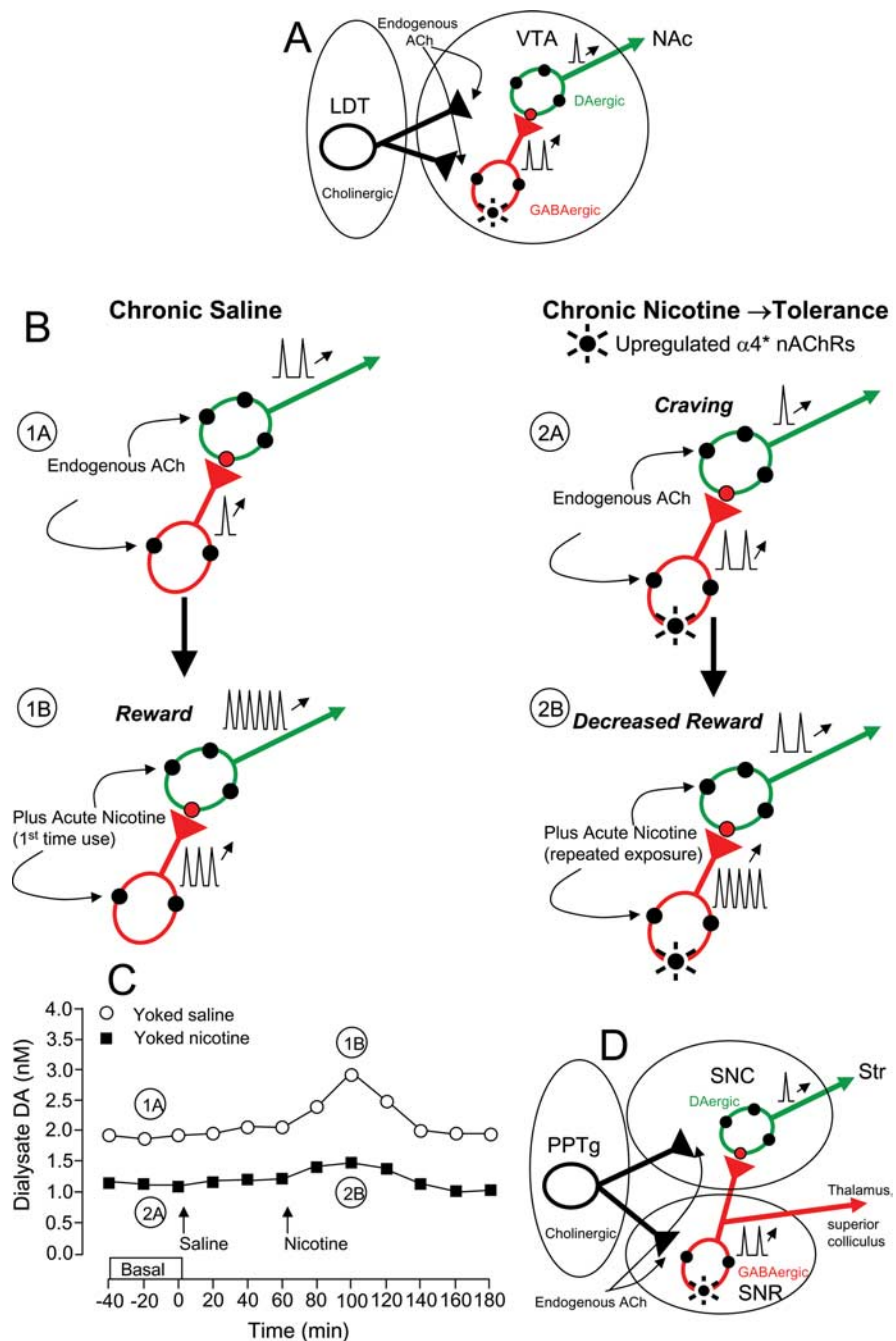 A
Endogenous
ACh
VTA
NAc
LDT
DAergic
Cholinergic
GABAergic
B
Chronic Saline
Chronic Nicotine →Tolerance
Upregulated α4* nAChRs
1A
Endogenous ACh
2A
Craving
Endogenous ACh
1B
Reward
Plus Acute Nicotine
(1st time use)
2B
Decreased Reward
Plus Acute Nicotine
(repeated exposure)
C
Dialysate DA (nM)
4.0
3.5
3.0
2.5
2.0
1.5
1.0
0.5
0.0
Yoked saline
Yoked nicotine
1A
1B
2A
2B
Saline
Nicotine
Basal
-40 -20 0 20 40 60 80 100 120 140 160 180
Time (min)
D
SNC
Str
DAergic
PPTg
Cholinergic
Thalamus,
superior
colliculus
GABAergic
SNR
Endogenous ACh